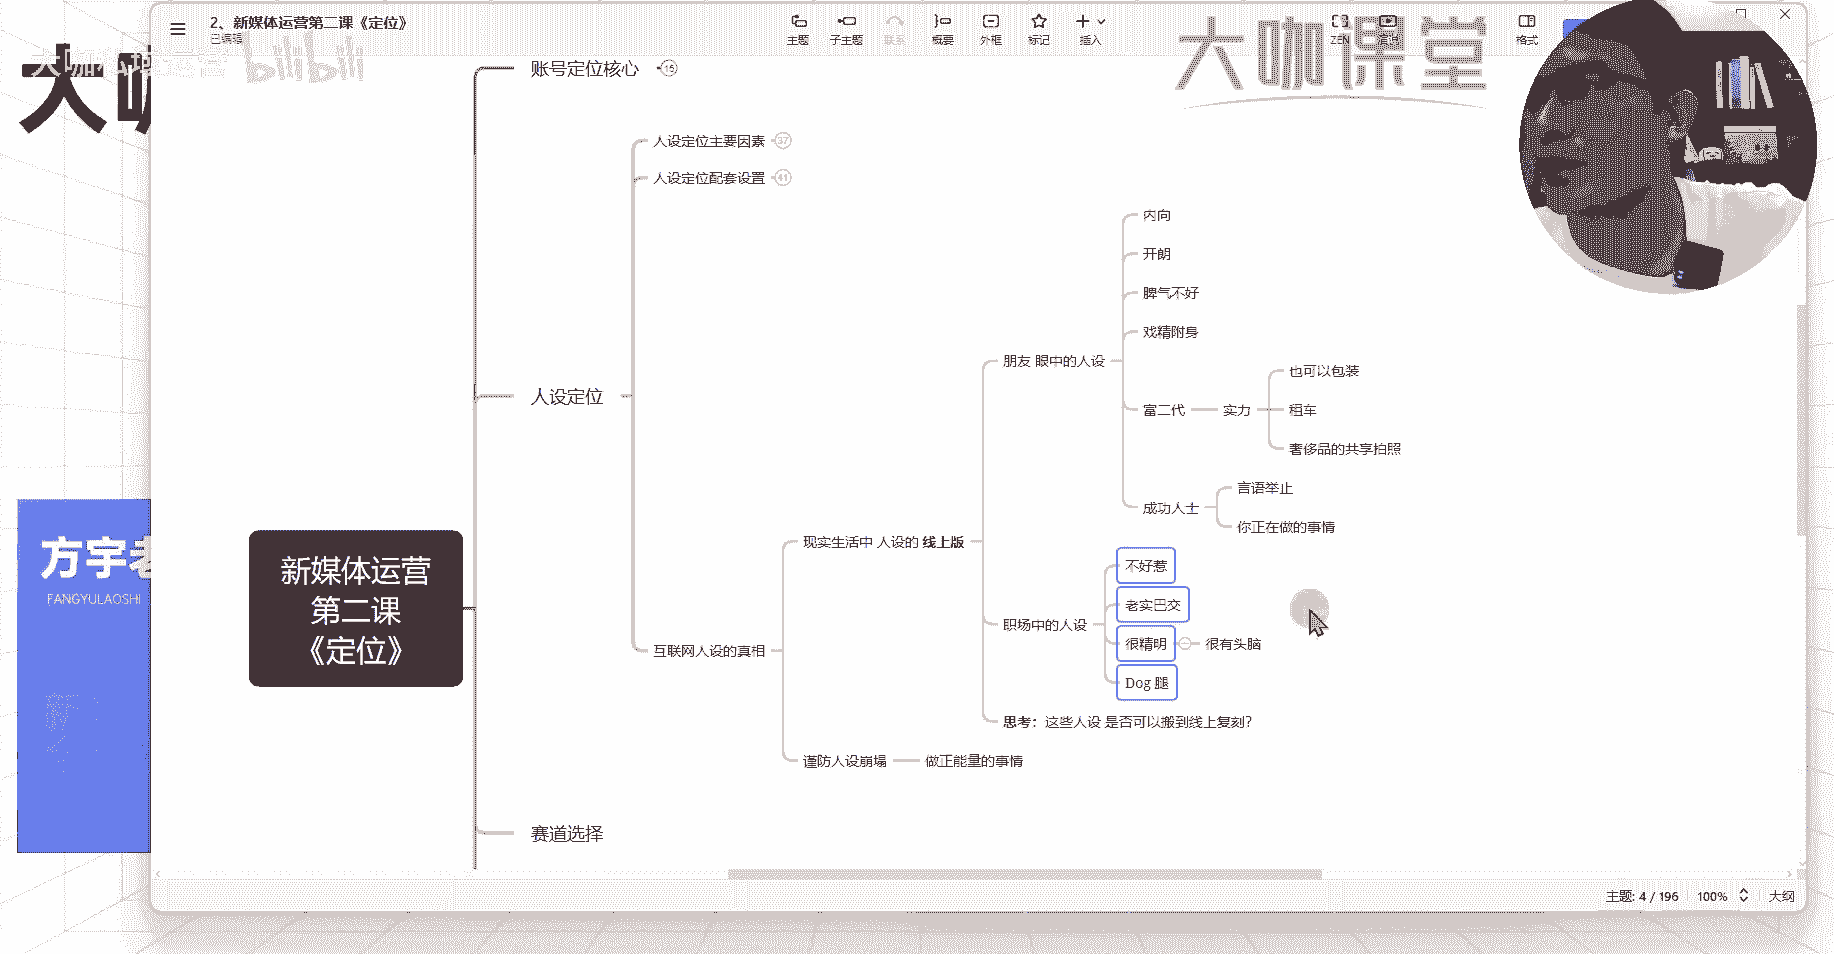 2、新媒体运营第二课《定位》
已编辑
主题
子主题
联系
概要
外框
标记
插入
ZEN
格式
大咖课堂
大咖私域运营
bilibili
大咖
账号定位核心
15
人设定位主要因素
37
人设定位配套设置
41
内向
开朗
脾气不好
戏精附身
朋友 眼中的人设
也可以包装
人设定位
富二代
实力
租车
奢侈品的共享拍照
言语举止
成功人士
你正在做的事情
方宇老
FANGYULAOSHI
现实生活中 人设的 线上版
不好惹
新媒体运营
第二课
《定位》
老实巴交
职场中的人设
很精明
很有头脑
互联网人设的真相
Dog 腿
思考：这些人设 是否可以搬到线上复刻？
谨防人设崩塌
做正能量的事情
赛道选择
主题: 4 / 196
100%
大纲